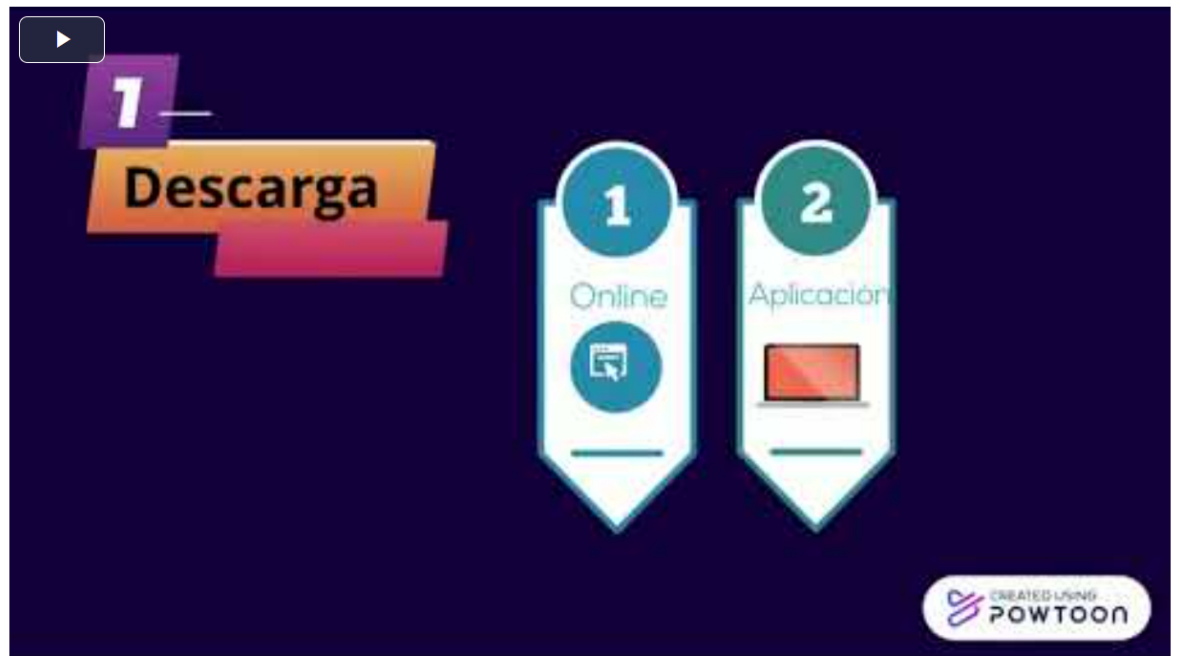 1
Descarga
1
Online
2
Aplicación
CREATED USING
POWTOON